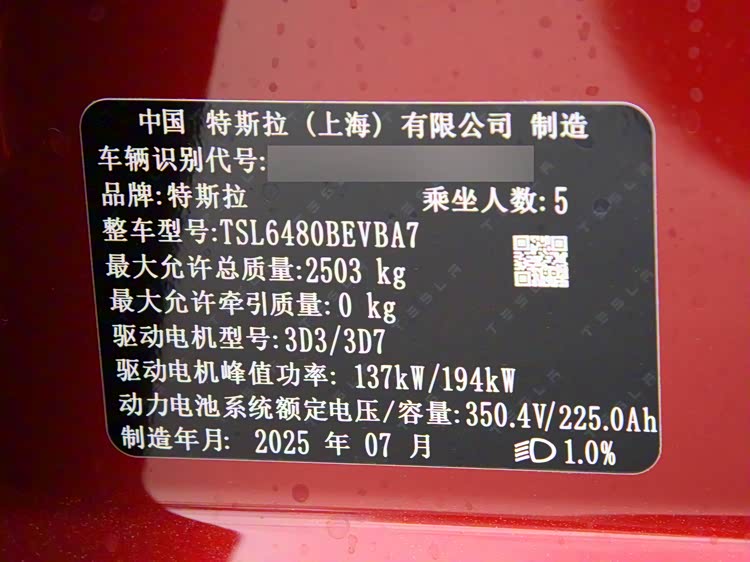 中国 特斯拉 (上海) 有限公司 制造
车辆识别代号:
品牌:特斯拉 乘坐人数:5
整车型号:TSL6480BEVBA7
最大允许总质量:2503 kg
最大允许牵引质量:0 kg
驱动电机型号:3D3/3D7
驱动电机峰值功率: 137kW/194kW
动力电池系统额定电压/容量:350.4V/225.0Ah
制造年月: 2025 年 07 月 1.0%
TESLA